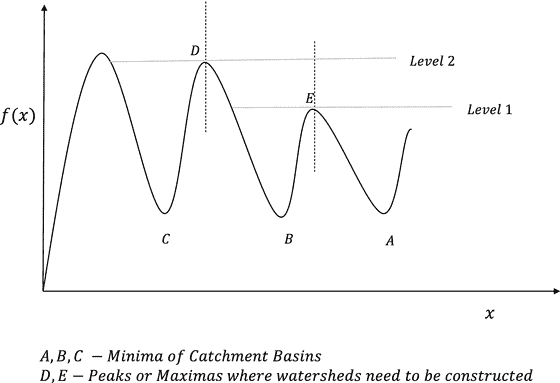 D
Level 2
E
Level 1
f(x)
C
B
A
x
A, B, C – Minima of Catchment Basins
D, E – Peaks or Maximas where watersheds need to be constructed